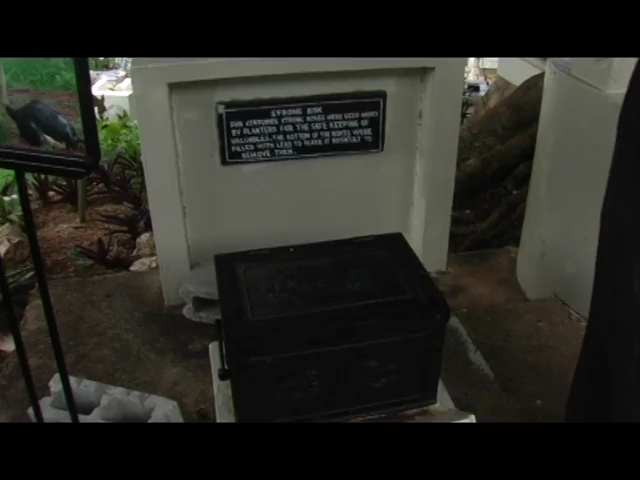 STRONG BOX
FOR CENTURIES STRONG BOXES WERE USED
BY PLANTERS FOR THE SAFE KEEPING OF
VALUABLES. THE BOTTOM OF THE BOXES WERE
FILLED WITH LEAD TO MAKE IT DIFFICULT TO
REMOVE THEM.